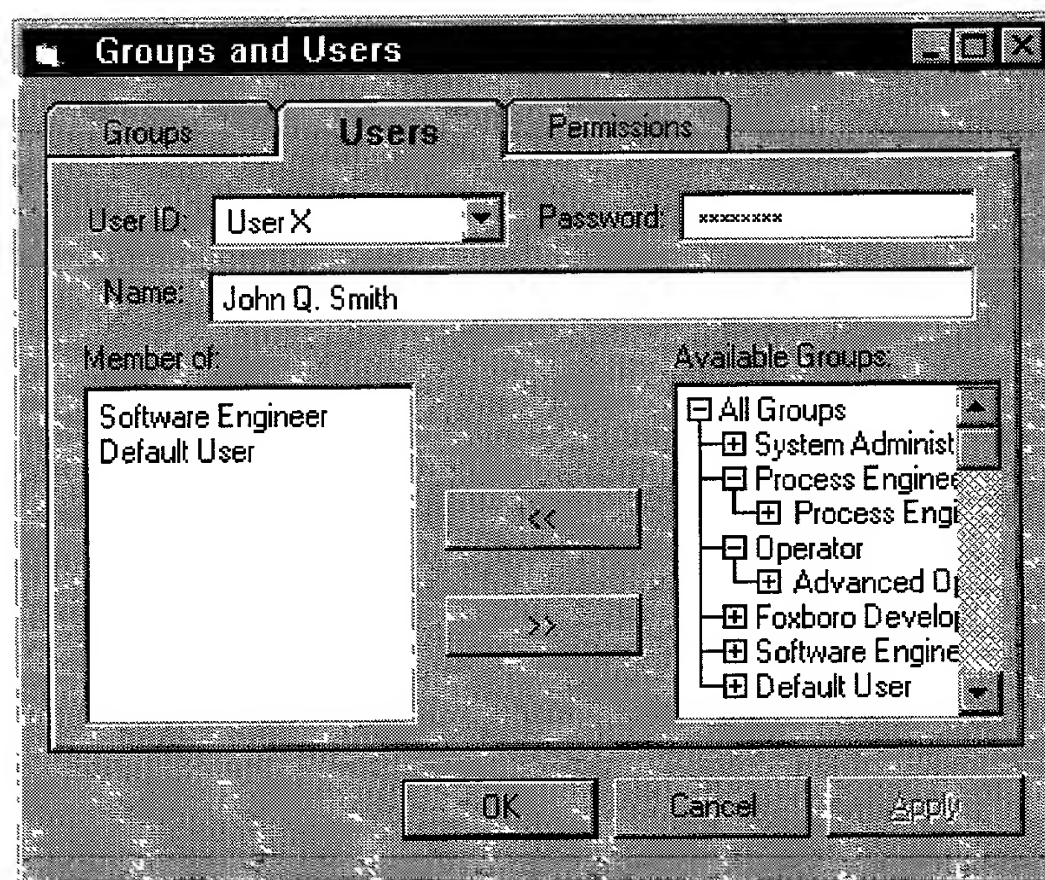 Groups and Users
Groups Users Permissions
User ID: User X Password: xxxxxxxx
Name: John Q. Smith
Member of: Available Groups:
Software Engineer
Default User
All Groups
System Administ
Process Enginee
Process Engi
Operator
Advanced Op
Foxboro Develop
Software Engine
Default User
<<
>>
OK Cancel Apply